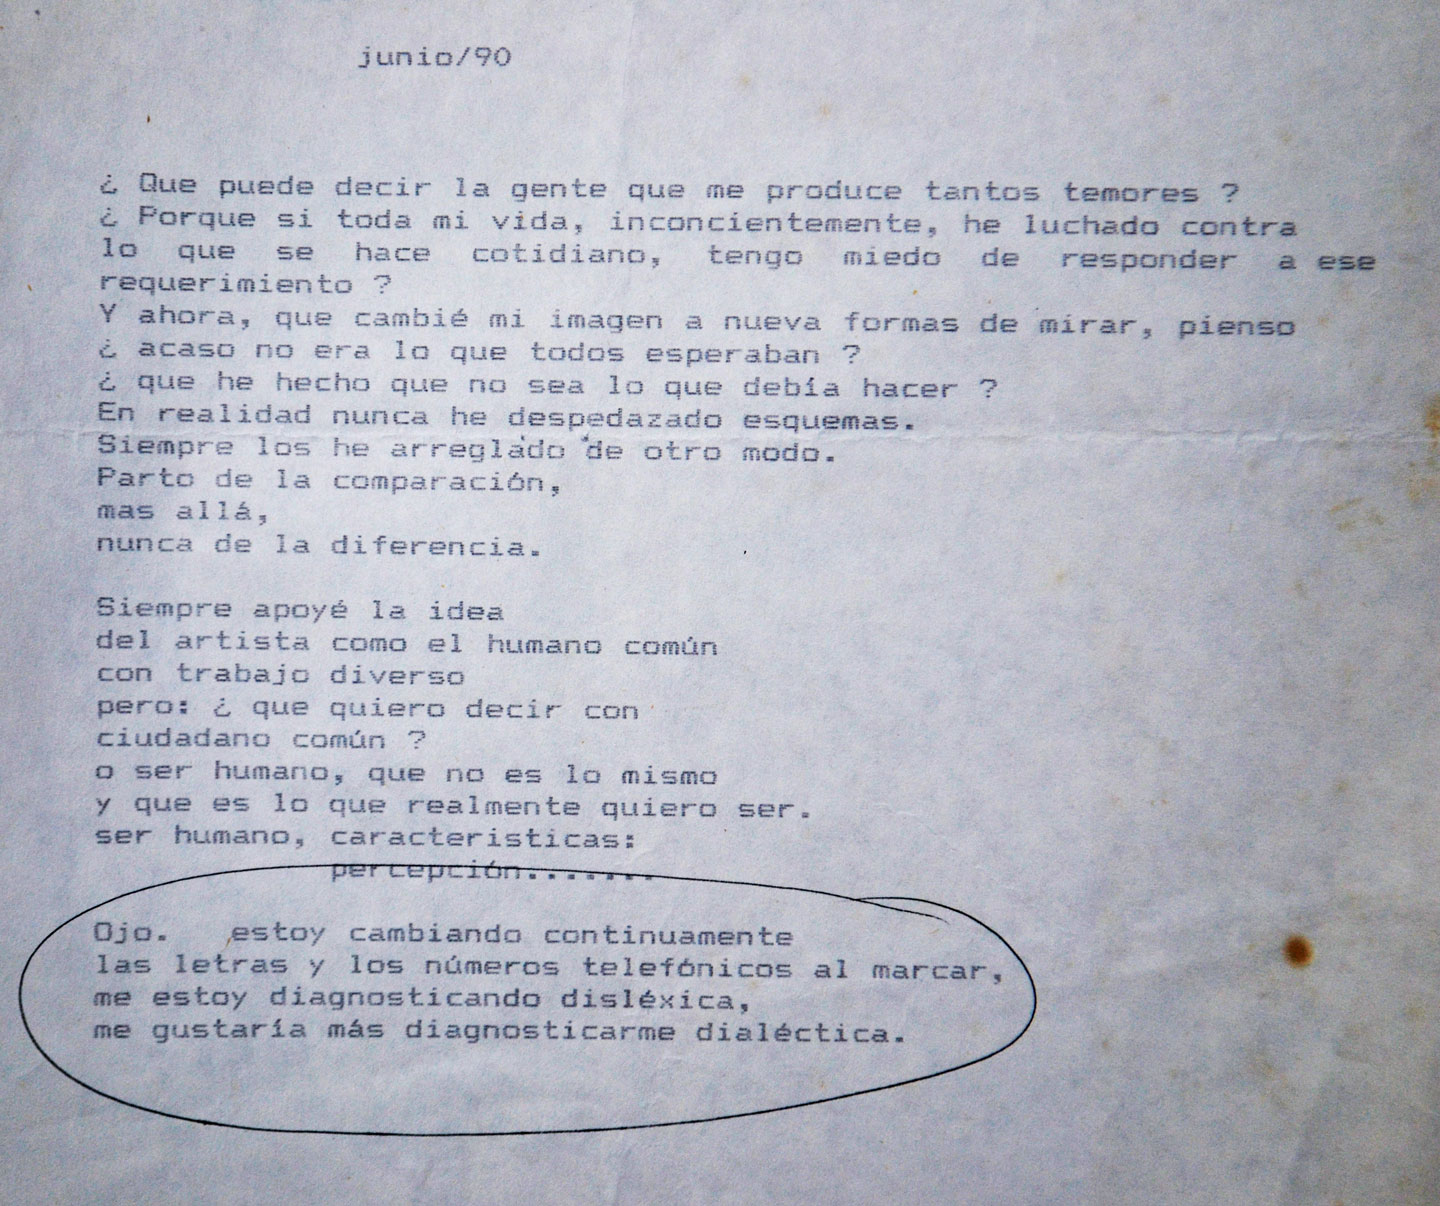 junio/90
¿ Que puede decir la gente que me produce tantos temores ?
¿ Porque si toda mi vida, inconcientemente, he luchado contra
lo que se hace cotidiano, tengo miedo de responder a ese
requerimiento ?
Y ahora, que cambié mi imagen a nueva formas de mirar, pienso
¿ acaso no era lo que todos esperaban ?
¿ que he hecho que no sea lo que debía hacer ?
En realidad nunca he despedazado esquemas.
Siempre los he arreglado de otro modo.
Parto de la comparación,
mas allá,
nunca de la diferencia.
Siempre apoyé la idea
del artista como el humano común
con trabajo diverso
pero: ¿ que quiero decir con
ciudadano común ?
o ser humano, que no es lo mismo
y que es lo que realmente quiero ser.
ser humano, caracteristicas:
percepción.......
Ojo. estoy cambiando continuamente
las letras y los números telefónicos al marcar,
me estoy diagnosticando disléxica,
me gustaría más diagnosticarme dialéctica.